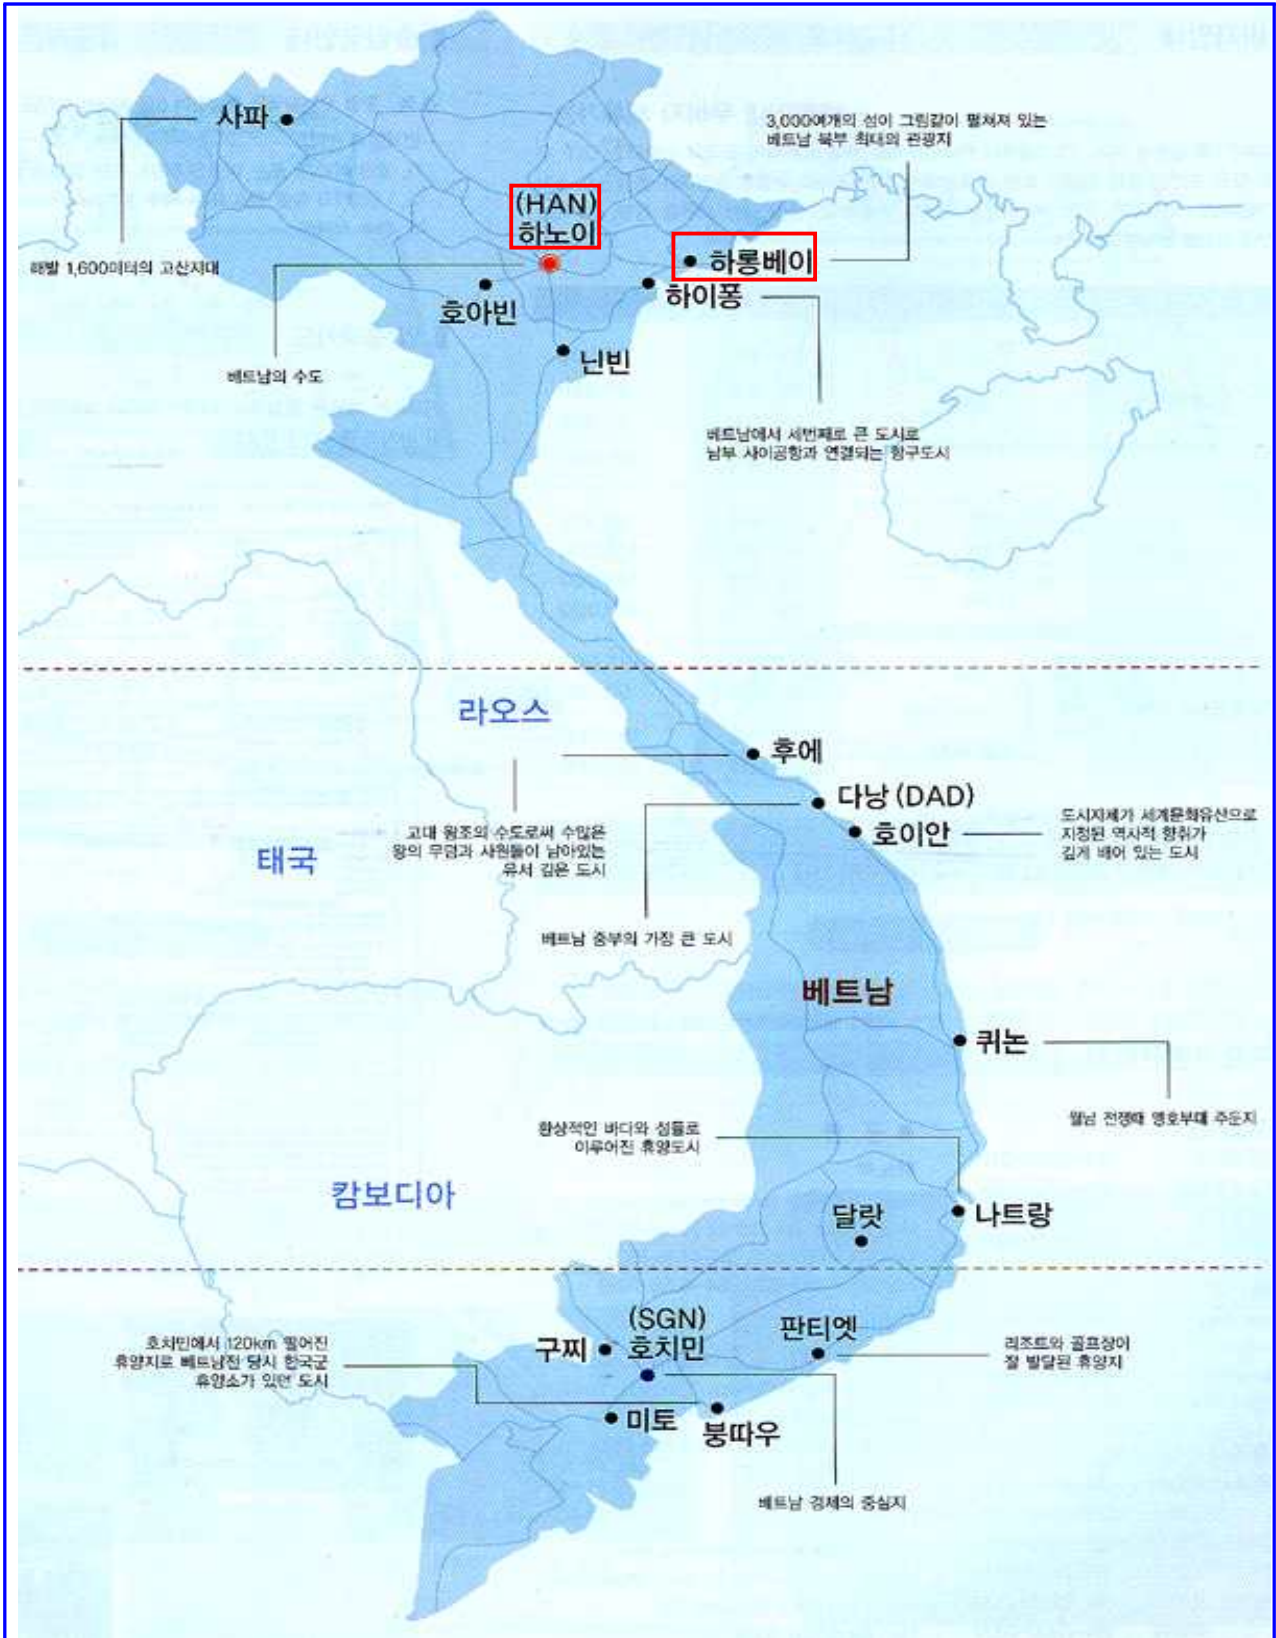 사파
3,000여개의 섬이 그림같이 펼쳐져 있는
베트남 북부 최대의 관광지
(HAN)
하노이
해발 1,600미터의 고산지대
하롱베이
하이퐁
호아빈
닌빈
베트남의 수도
베트남에서 세번째로 큰 도시로
남부 사이공항과 연결되는 항구도시
라오스
후에
다낭 (DAD)
호이안
도시자체가 세계문화유산으로
지정된 역사적 향취가
깊게 배어 있는 도시
고대 왕조의 수도로써 수많은
왕의 무덤과 사원들이 남아있는
유서 깊은 도시
태국
베트남 중부의 가장 큰 도시
베트남
퀴논
월남 전쟁때 맹호부대 주둔지
환상적인 바다와 섬들로
이루어진 휴양도시
캄보디아
달랏
나트랑
(SGN)
호치민
구찌
판티엣
호치민에서 120km 떨어진
휴양지로 베트남전 당시 한국군
휴양소가 있던 도시
리조트와 골프장이
잘 발달된 휴양지
미토
붕따우
베트남 경제의 중심지